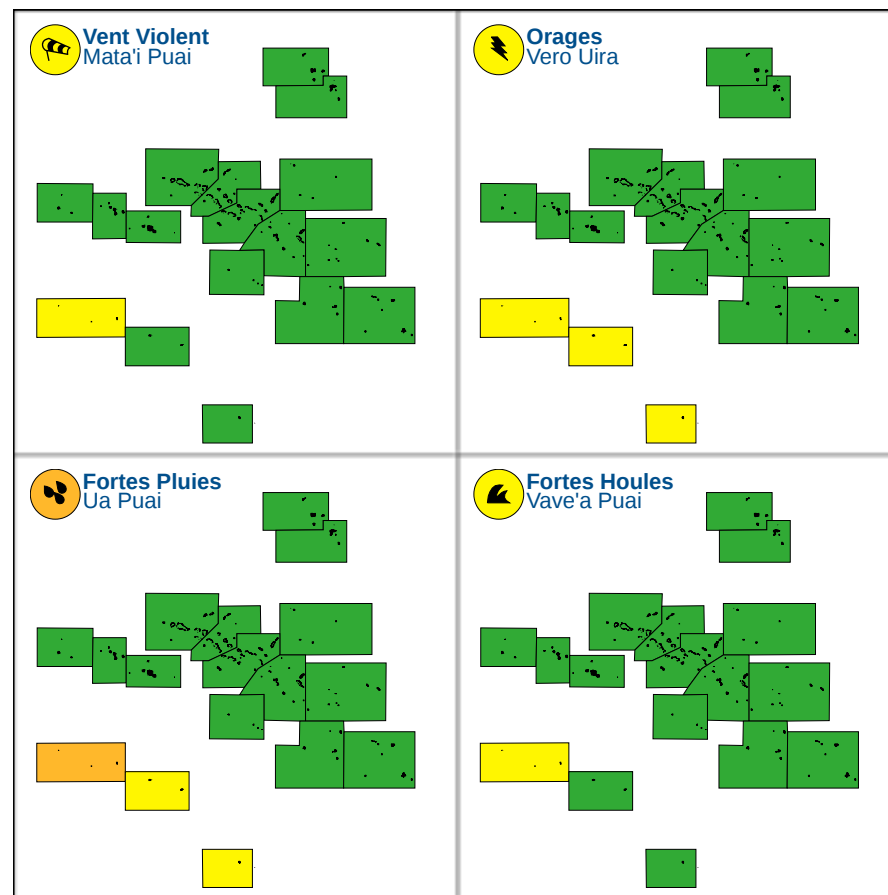 Vent Violent
Mata'i Puai
Orages
Vero Uira
Fortes Pluies
Ua Puai
Fortes Houles
Vave'a Puai